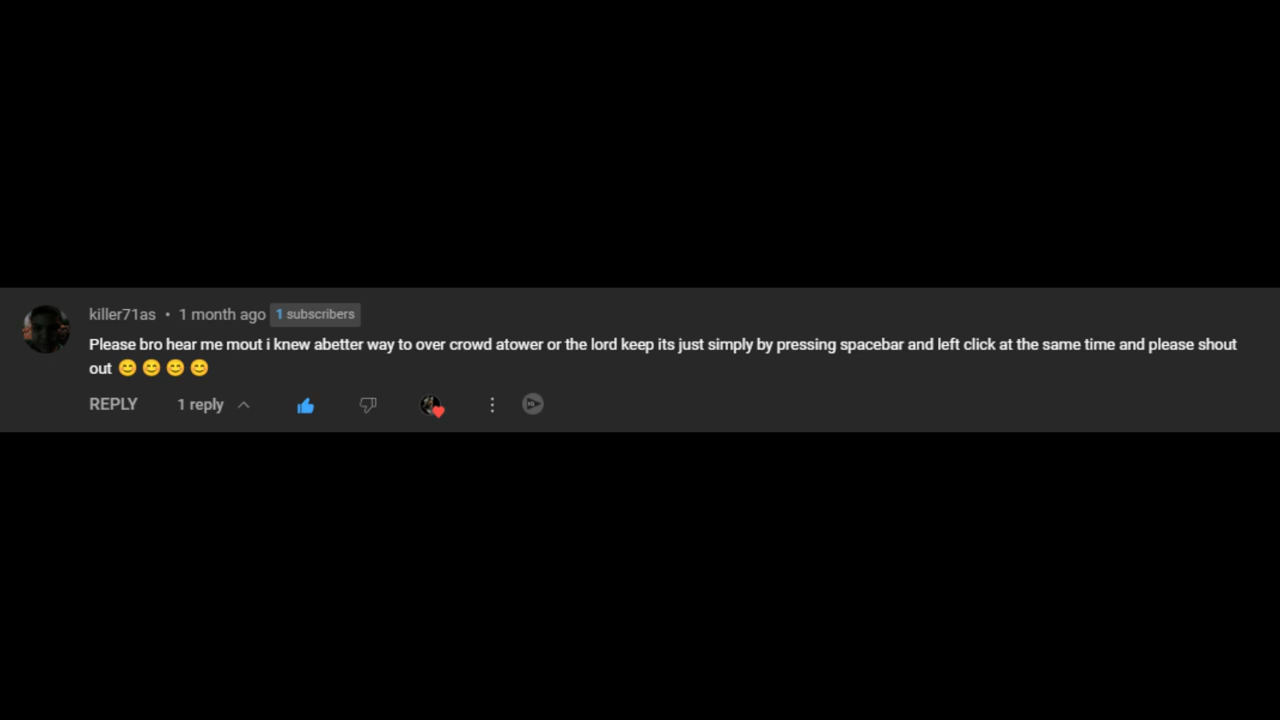 killer71as • 1 month ago 1 subscribers
Please bro hear me mout i knew abetter way to over crowd atower or the lord keep its just simply by pressing spacebar and left click at the same time and please shout
out 😊 😊 😊 😊
REPLY 1 reply